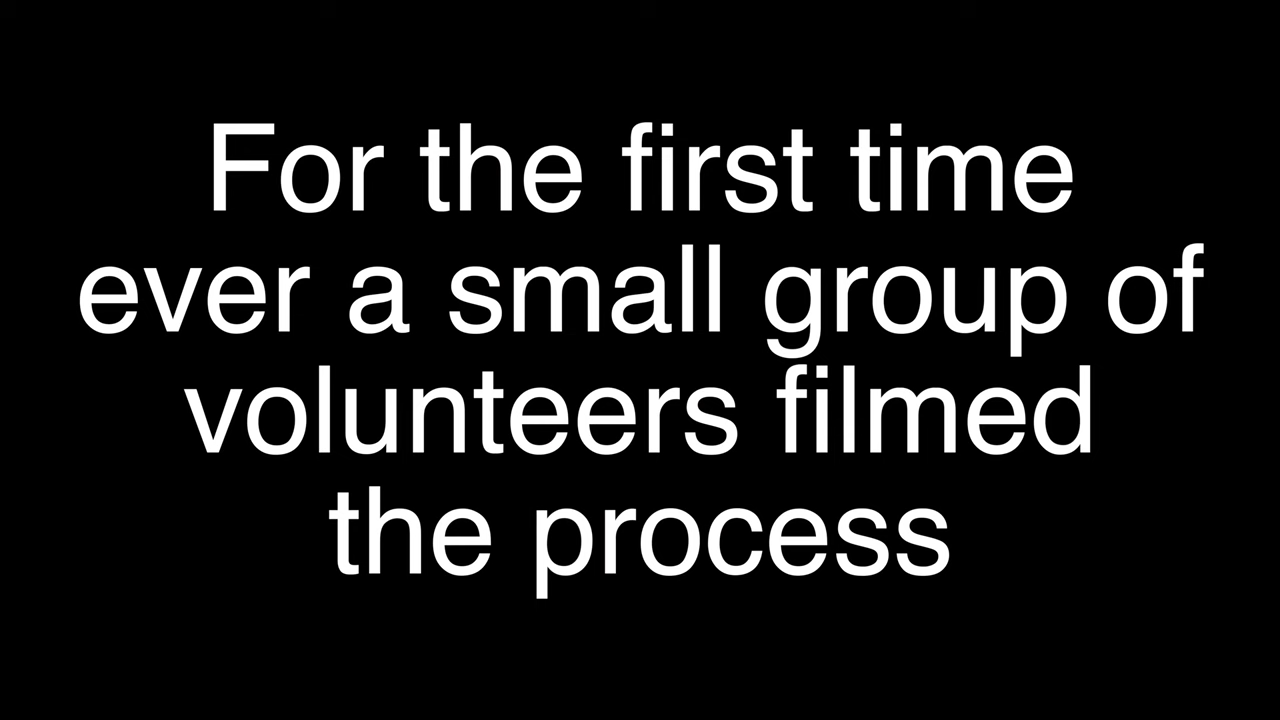 For the first time
ever a small group of
volunteers filmed
the process